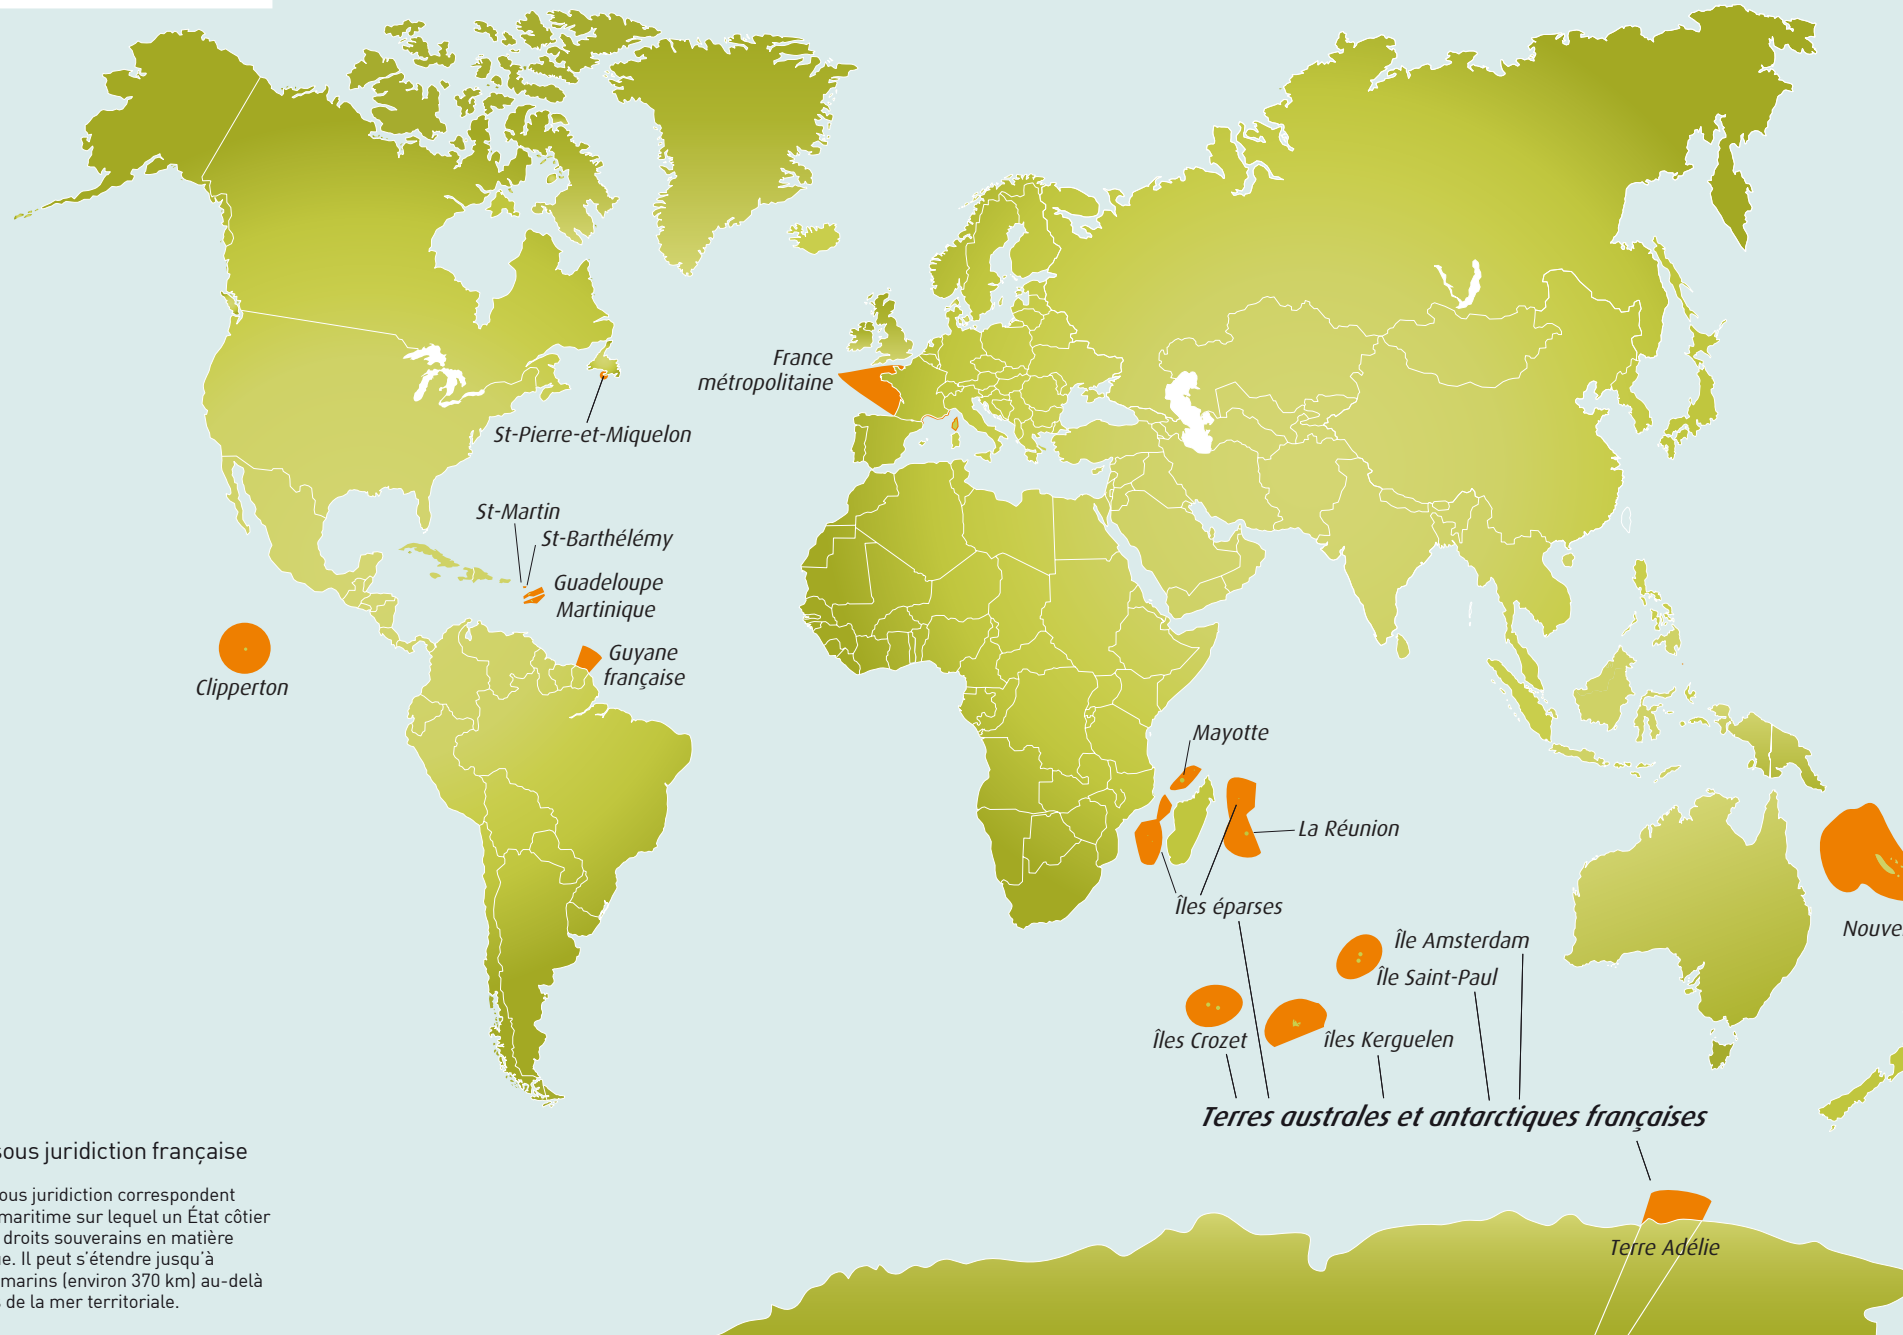 France
métropolitaine
St-Pierre-et-Miquelon
St-Martin
St-Barthélémy
Guadeloupe
Martinique
Guyane
française
Clipperton
Mayotte
La Réunion
Îles éparses
Île Amsterdam
Île Saint-Paul
Îles Crozet
îles Kerguelen
Nouve
Terres australes et antarctiques françaises
Terre Adélie
sous juridiction française
ous juridiction correspondent
maritime sur lequel un État côtier
droits souverains en matière
ue. Il peut s'étendre jusqu'à
marins (environ 370 km) au-delà
s de la mer territoriale.